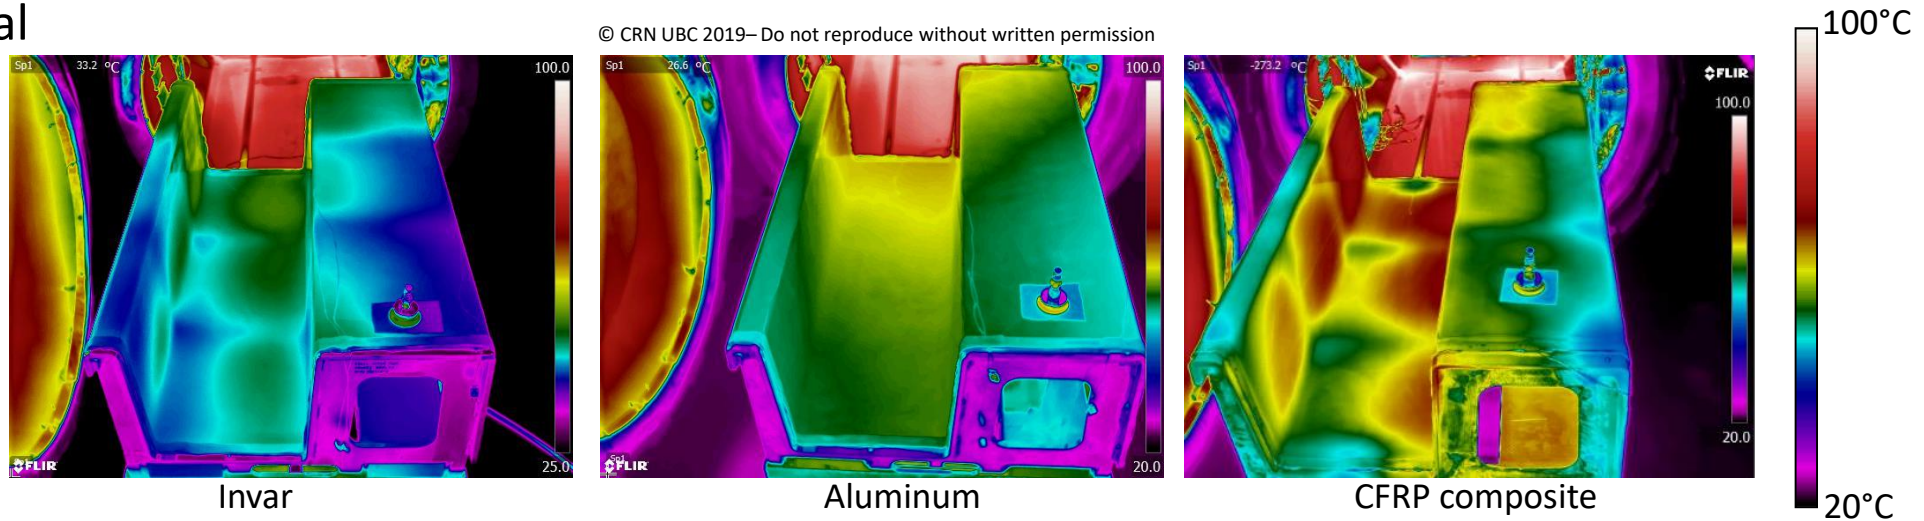 al
© CRN UBC 2019– Do not reproduce without written permission
100°C
Sp1 33.2 °C
100.0
25.0
FLIR
Invar
Sp1 26.6 °C
100.0
20.0
Sp1
FLIR
Aluminum
Sp1 -273.2 °C
FLIR
100.0
20.0
CFRP composite
20°C